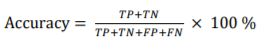 Accuracy = TP+TN / TP+TN+FP+FN × 100 %